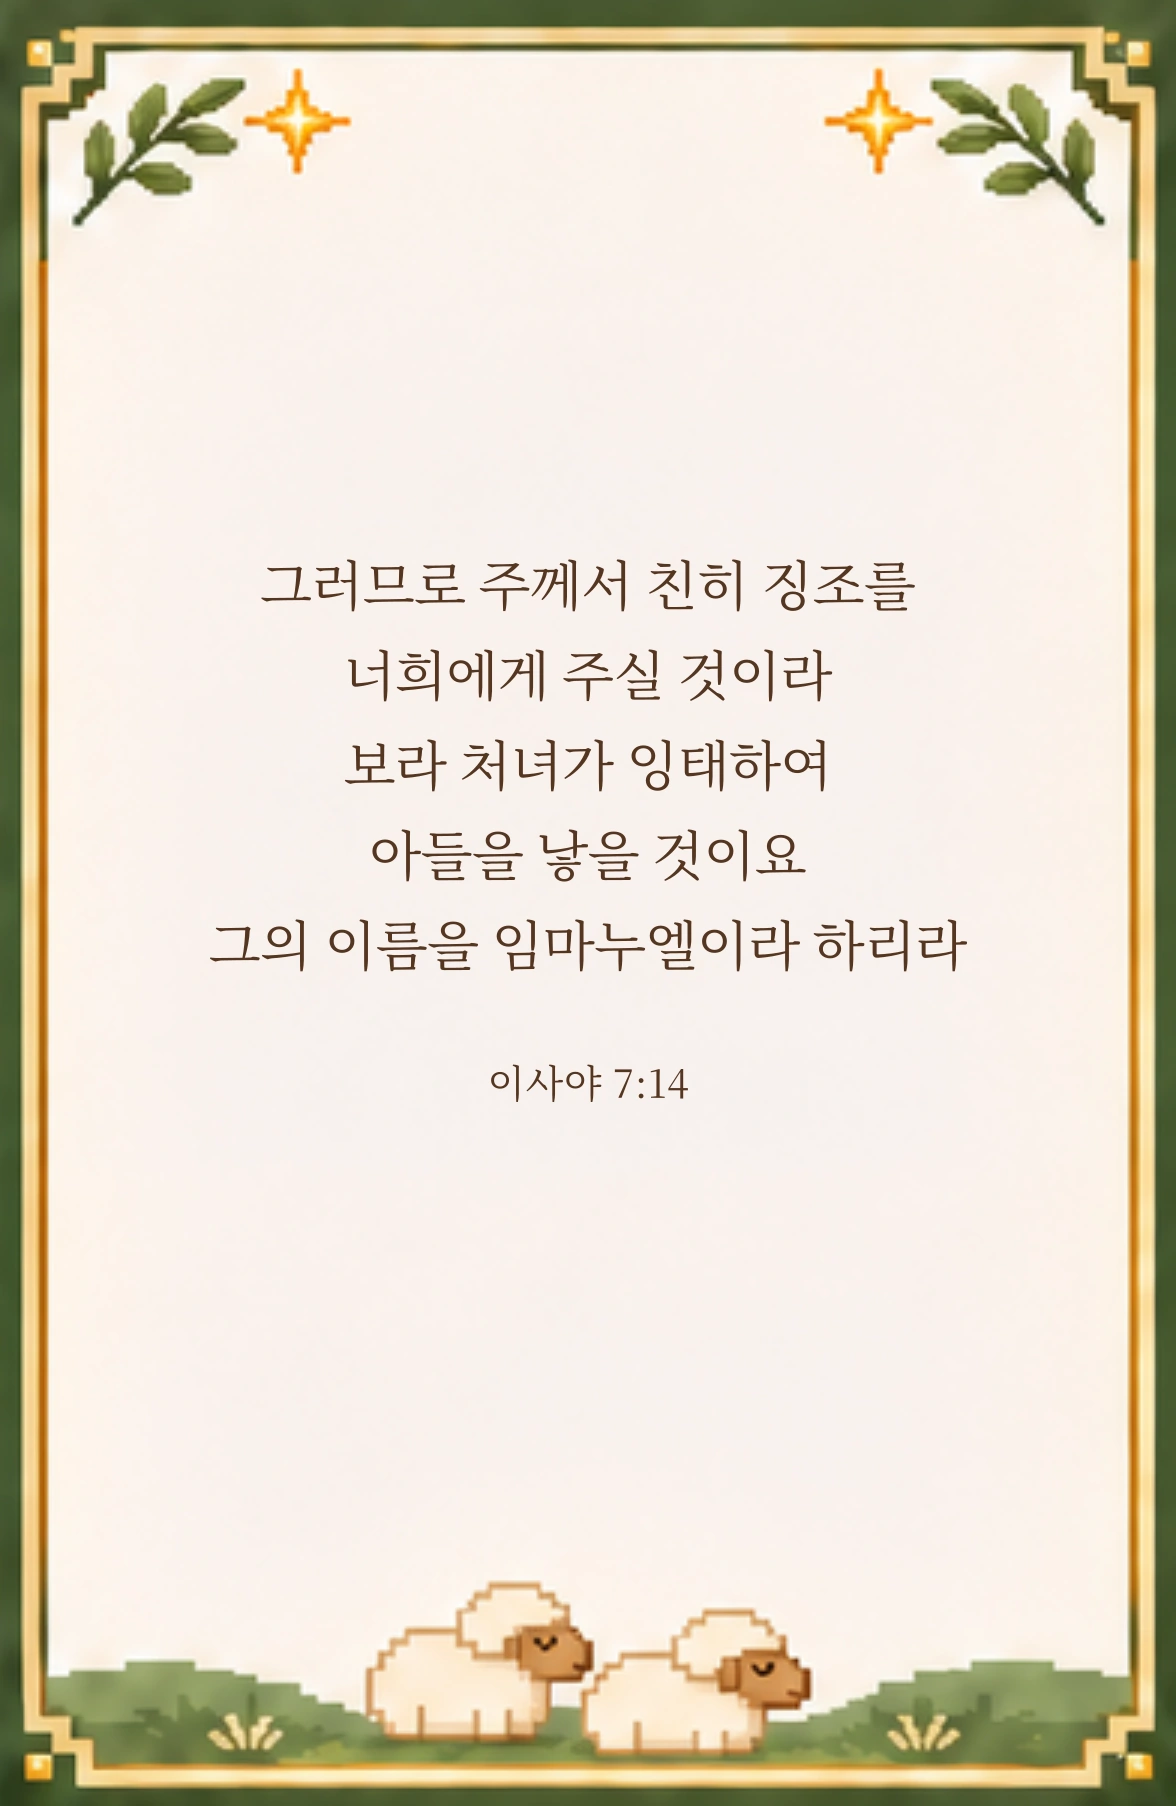 그러므로 주께서 친히 징조를
너희에게 주실 것이라
보라 처녀가 잉태하여
아들을 낳을 것이요
그의 이름을 임마누엘이라 하리라
이사야 7:14